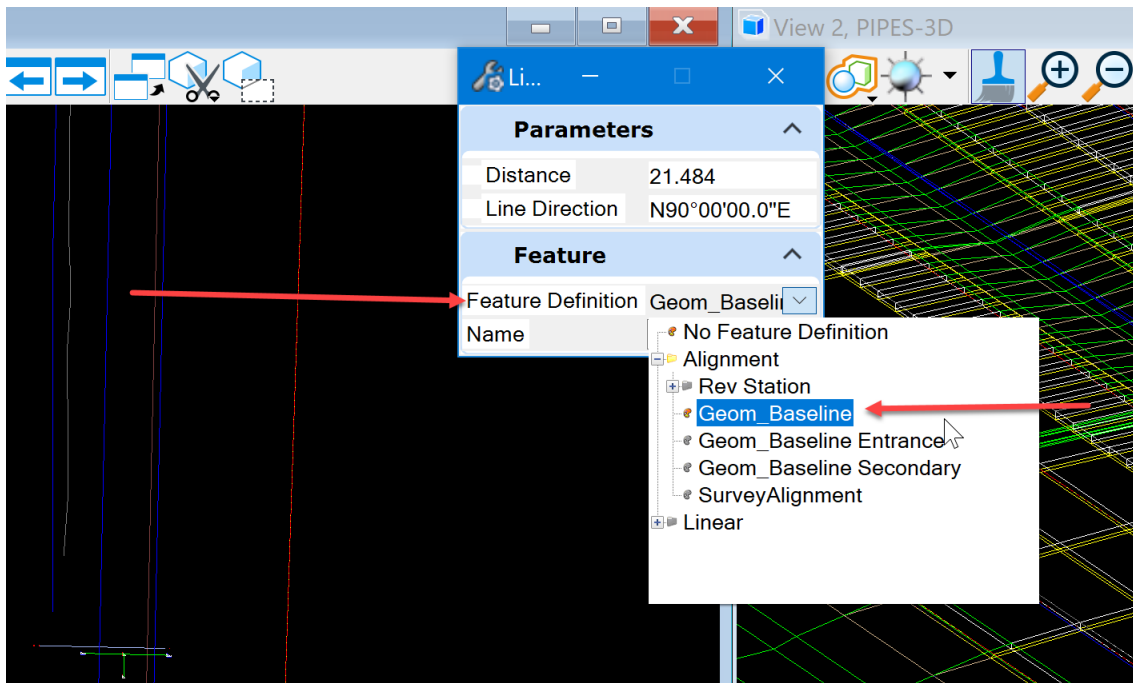 View 2, PIPES-3D
Li...
Parameters
Distance 21.484
Line Direction N90°00'00.0"E
Feature
Feature Definition Geom_Baseli
Name
No Feature Definition
Alignment
Rev Station
Geom_Baseline
Geom_Baseline Entrance
Geom_Baseline Secondary
SurveyAlignment
Linear